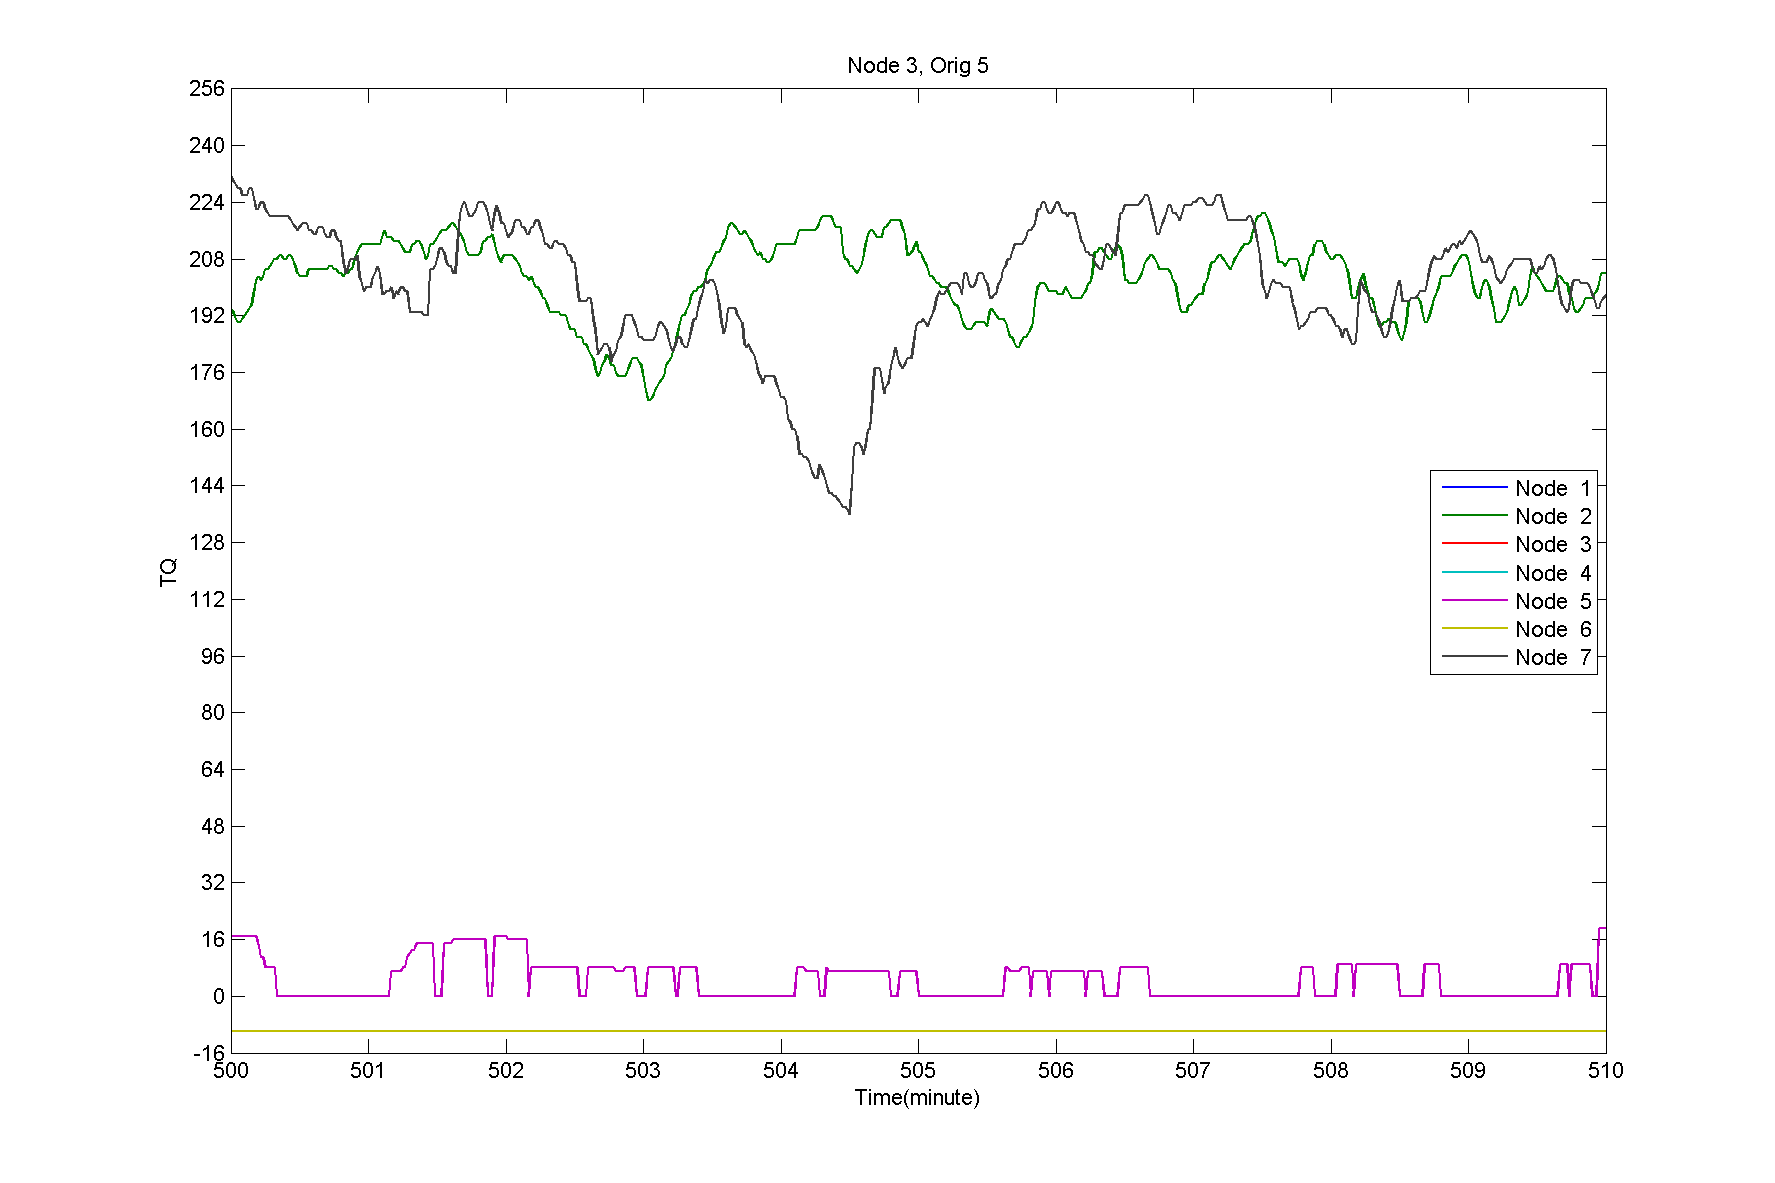 Node 3, Orig 5
256
240
224
208
192
176
160
144
128
112
96
80
64
48
32
16
0
-16
TQ
Node 1
Node 2
Node 3
Node 4
Node 5
Node 6
Node 7
500 501 502 503 504 505 506 507 508 509 510
Time(minute)